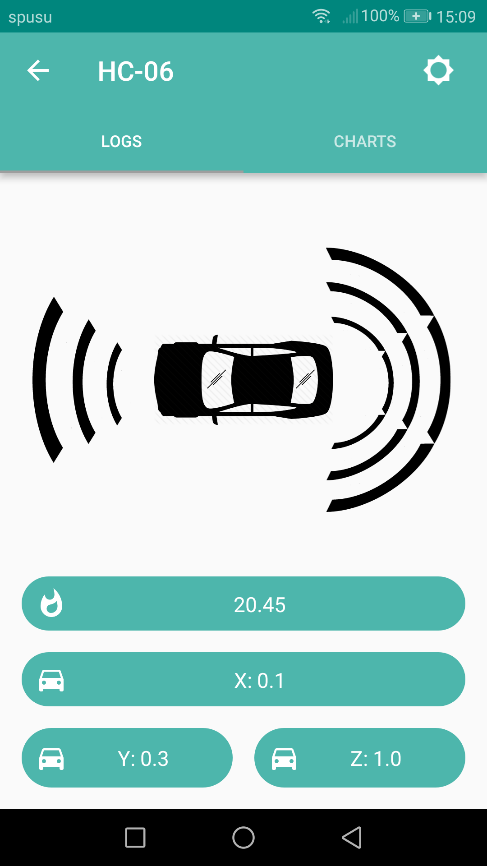 spusu 100% 15:09
HC-06
LOGS CHARTS
20.45
X: 0.1
Y: 0.3 Z: 1.0